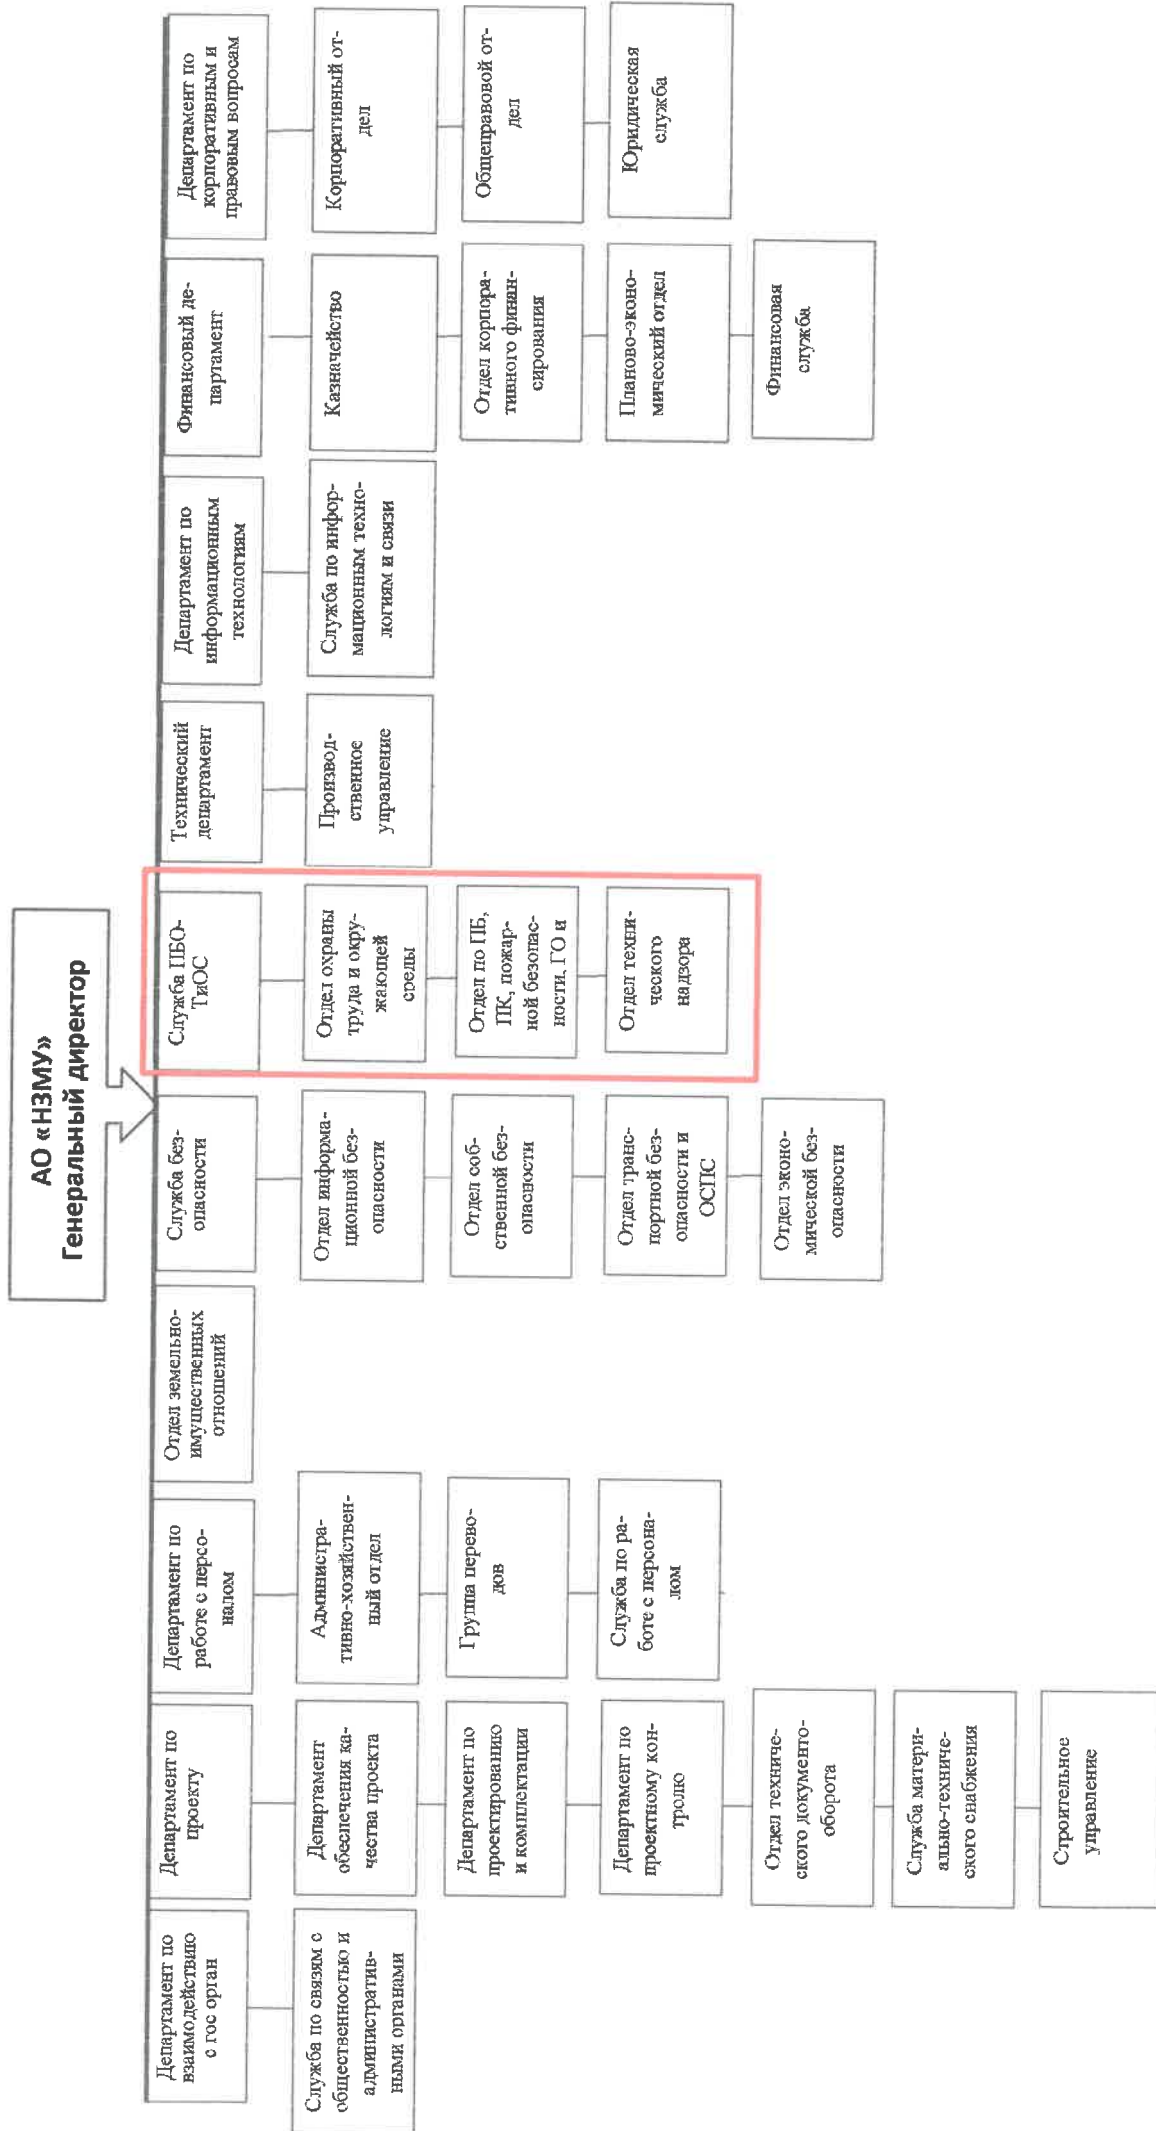 АО «НЗМУ»
Генеральный директор
Департамент по
взаимодействию
с гос орган
Служба по связям с
общественностью и
административ-
ными органами
Департамент по
проекту
Департамент
обеспечения ка-
чества проекта
Департамент по
проектированию
и комплектации
Департамент по
проектному кон-
тролю
Отдел техниче-
ского документо-
оборота
Служба матери-
ально-техниче-
ского снабжения
Строительное
управление
Департамент по
работе с персо-
налом
Администра-
тивно-хозяйствен-
ный отдел
Группа перево-
дов
Служба по ра-
боте с персона-
лом
Отдел земельно-
имущественных
отношений
Служба без-
опасности
Отдел информа-
ционной без-
опасности
Отдел соб-
ственной без-
опасности
Отдел транс-
портной без-
опасности и
ОСПС
Отдел эконо-
мической без-
опасности
Служба ПБО-
ТиОС
Отдел охраны
труда и окру-
жающей
среды
Отдел по ПБ,
ПК, пожар-
ной безопас-
ности, ГО и
Отдел техни-
ческого
надзора
Технический
департамент
Производ-
ственное
управление
Департамент по
информационным
технологиям
Служба по инфор-
мационным техно-
логиям и связи
Финансовый де-
партамент
Казначейство
Отдел корпора-
тивного финан-
сирования
Планово-эконо-
мический отдел
Финансовая
служба
Департамент по
корпоративным и
правовым вопросам
Корпоративный от-
дел
Общеправовой от-
дел
Юридическая
служба